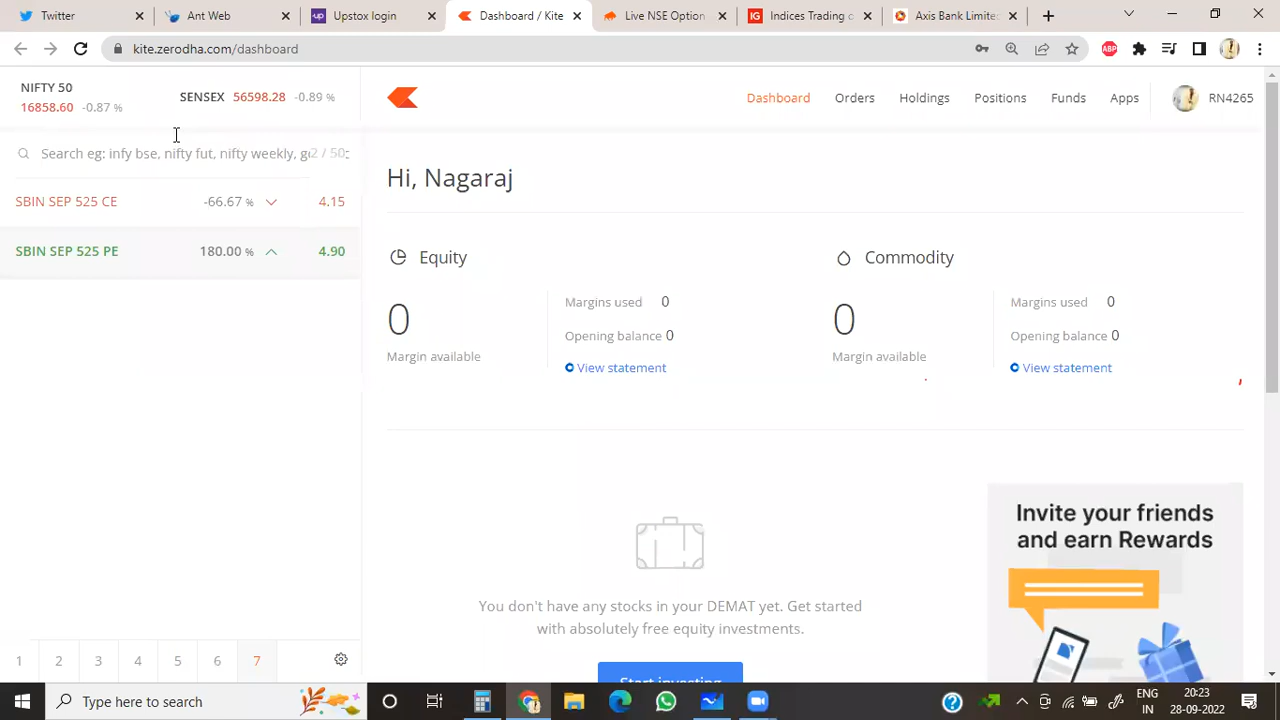 Twitter
Ant Web
Upstox login
Dashboard / Kite
Live NSE Option
Indices Trading o
Axis Bank Limite
kite.zerodha.com/dashboard
ABP
NIFTY 50
16858.60 -0.87 %
SENSEX 56598.28 -0.89 %
Dashboard
Orders
Holdings
Positions
Funds
Apps
RN4265
Search eg: infy bse, nifty fut, nifty weekly, 2 / 50
SBIN SEP 525 CE -66.67 % 4.15
SBIN SEP 525 PE 180.00 % 4.90
Hi, Nagaraj
Equity
0
Margin available
Margins used 0
Opening balance 0
View statement
Commodity
0
Margin available
Margins used 0
Opening balance 0
View statement
You don't have any stocks in your DEMAT yet. Get started
with absolutely free equity investments.
Start investing
Invite your friends
and earn Rewards
1 2 3 4 5 6 7
Type here to search
ENG
IN
20:23
28-09-2022